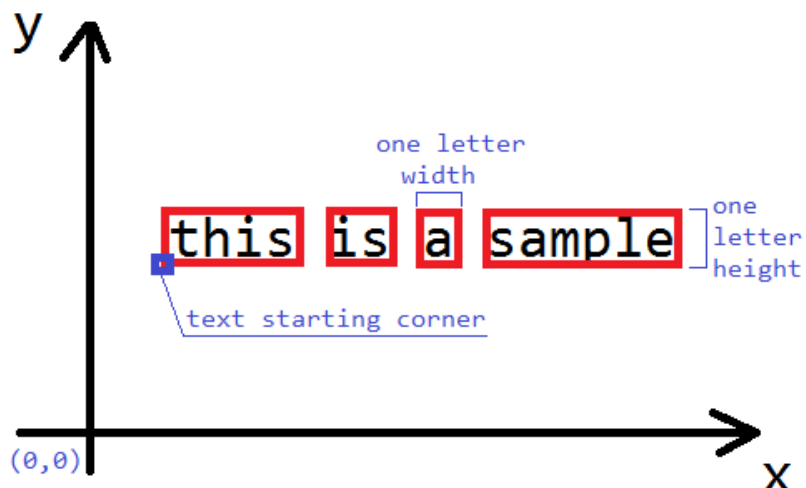 y
one letter
width
this is a sample
one
letter
height
text starting corner
(0,0)
x